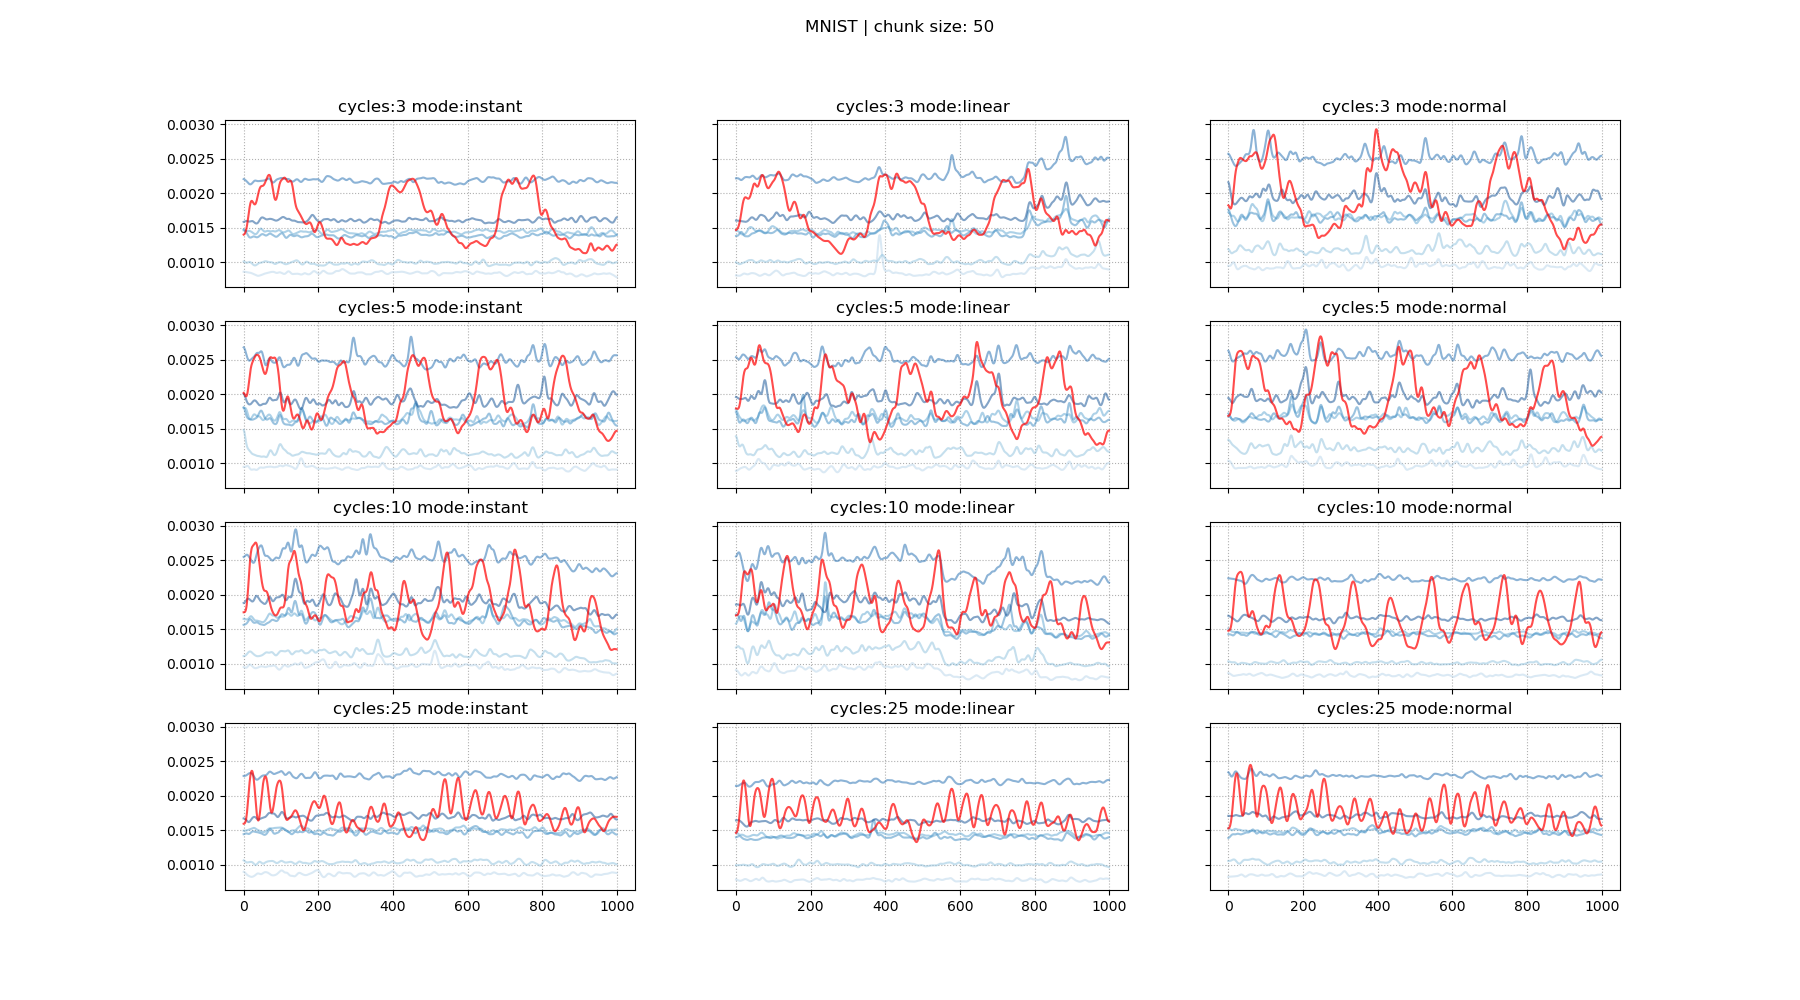 MNIST | chunk size: 50
cycles:3 mode:instant
cycles:3 mode:linear
cycles:3 mode:normal
0.0030
0.0025
0.0020
0.0015
0.0010
cycles:5 mode:instant
cycles:5 mode:linear
cycles:5 mode:normal
0.0030
0.0025
0.0020
0.0015
0.0010
cycles:10 mode:instant
cycles:10 mode:linear
cycles:10 mode:normal
0.0030
0.0025
0.0020
0.0015
0.0010
cycles:25 mode:instant
cycles:25 mode:linear
cycles:25 mode:normal
0.0030
0.0025
0.0020
0.0015
0.0010
0 200 400 600 800 1000
0 200 400 600 800 1000
0 200 400 600 800 1000